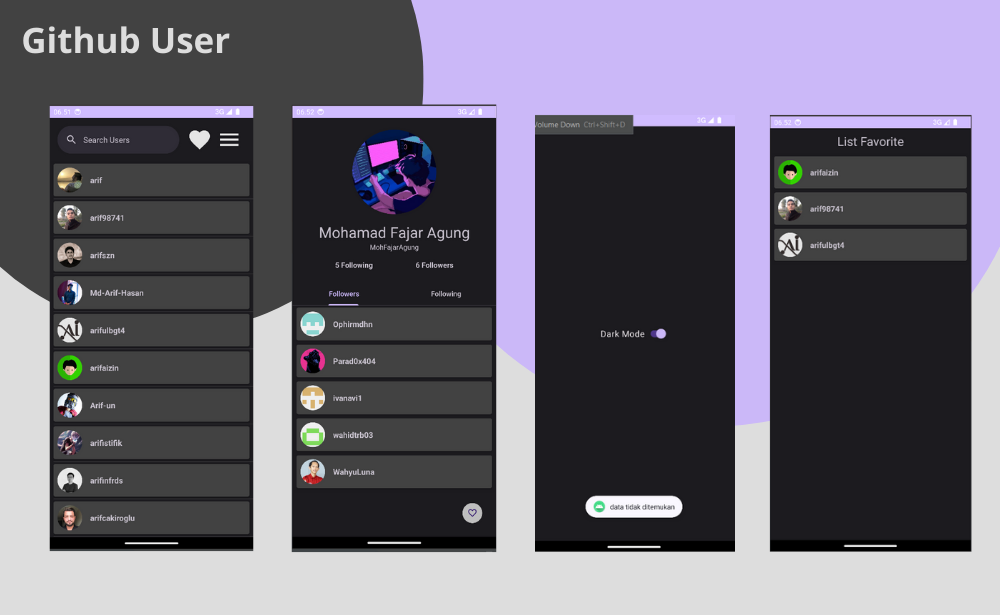 Github User
06.51
3G
Search Users
arif
arif98741
arifszn
Md-Arif-Hasan
arifulbgt4
arifaizin
Arif-un
arifistifik
arifinfrds
arifcakiroglu
06.52
3G
Mohamad Fajar Agung
MohFajarAgung
5 Following
6 Followers
Followers
Following
0phirmdhn
Parad0x404
ivanavi1
wahidtrb03
WahyuLuna
Volume Down Ctrl+Shift+D
3G
Dark Mode
data tidak ditemukan
06.52
3G
List Favorite
arifaizin
arif98741
arifulbgt4